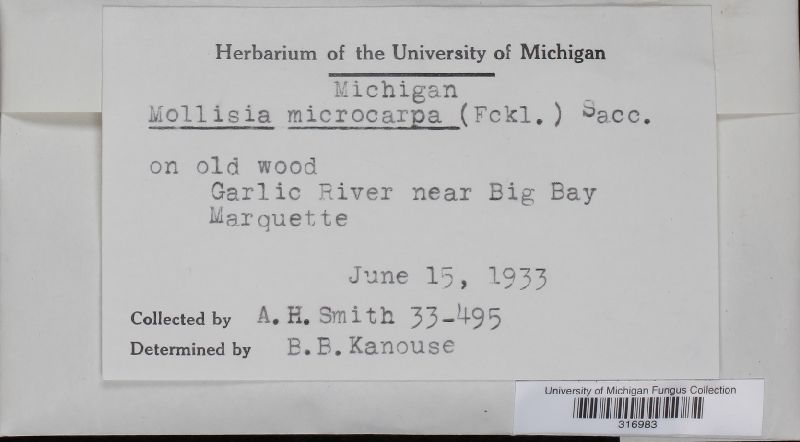 Herbarium of the University of Michigan
Michigan
Mollisia microcarpa (Fckl.) Sacc.
on old wood
Garlic River near Big Bay
Marquette
June 15, 1933
Collected by A.H.Smith 33-495
Determined by B.B.Kanouse
University of Michigan Fungus Collection
316983